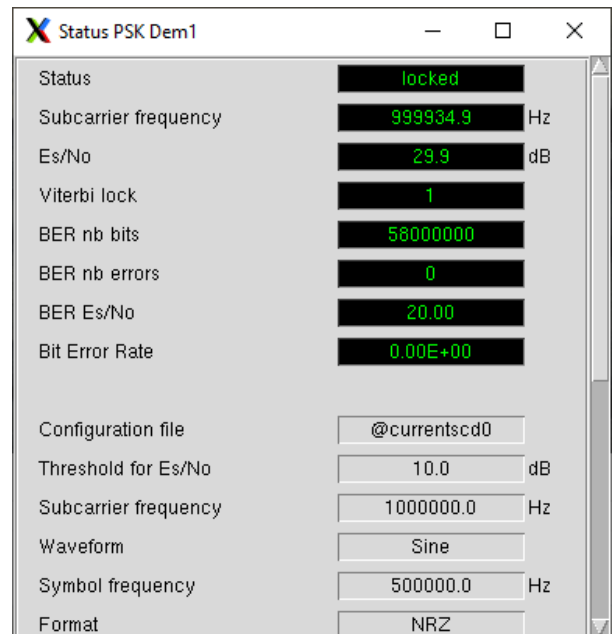 Status PSK Dem1
Status locked
Subcarrier frequency 999934.9 Hz
Es/No 29.9 dB
Viterbi lock 1
BER nb bits 58000000
BER nb errors 0
BER Es/No 20.00
Bit Error Rate 0.00E+00
Configuration file @currentscd0
Threshold for Es/No 10.0 dB
Subcarrier frequency 1000000.0 Hz
Waveform Sine
Symbol frequency 500000.0 Hz
Format NRZ